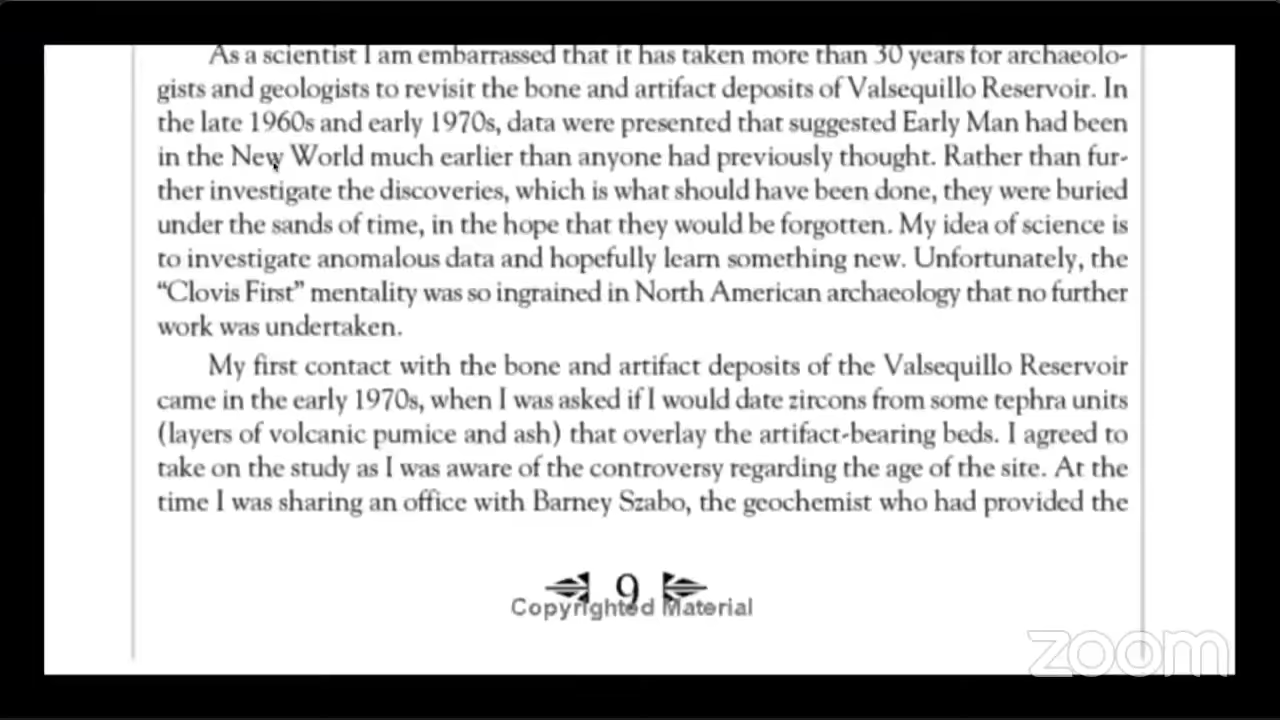 As a scientist I am embarrassed that it has taken more than 30 years for archaeolo-
gists and geologists to revisit the bone and artifact deposits of Valsequillo Reservoir. In
the late 1960s and early 1970s, data were presented that suggested Early Man had been
in the New World much earlier than anyone had previously thought. Rather than fur-
ther investigate the discoveries, which is what should have been done, they were buried
under the sands of time, in the hope that they would be forgotten. My idea of science is
to investigate anomalous data and hopefully learn something new. Unfortunately, the
“Clovis First” mentality was so ingrained in North American archaeology that no further
work was undertaken.
My first contact with the bone and artifact deposits of the Valsequillo Reservoir
came in the early 1970s, when I was asked if I would date zircons from some tephra units
(layers of volcanic pumice and ash) that overlay the artifact-bearing beds. I agreed to
take on the study as I was aware of the controversy regarding the age of the site. At the
time I was sharing an office with Barney Szabo, the geochemist who had provided the
9
Copyrighted Material
zoom